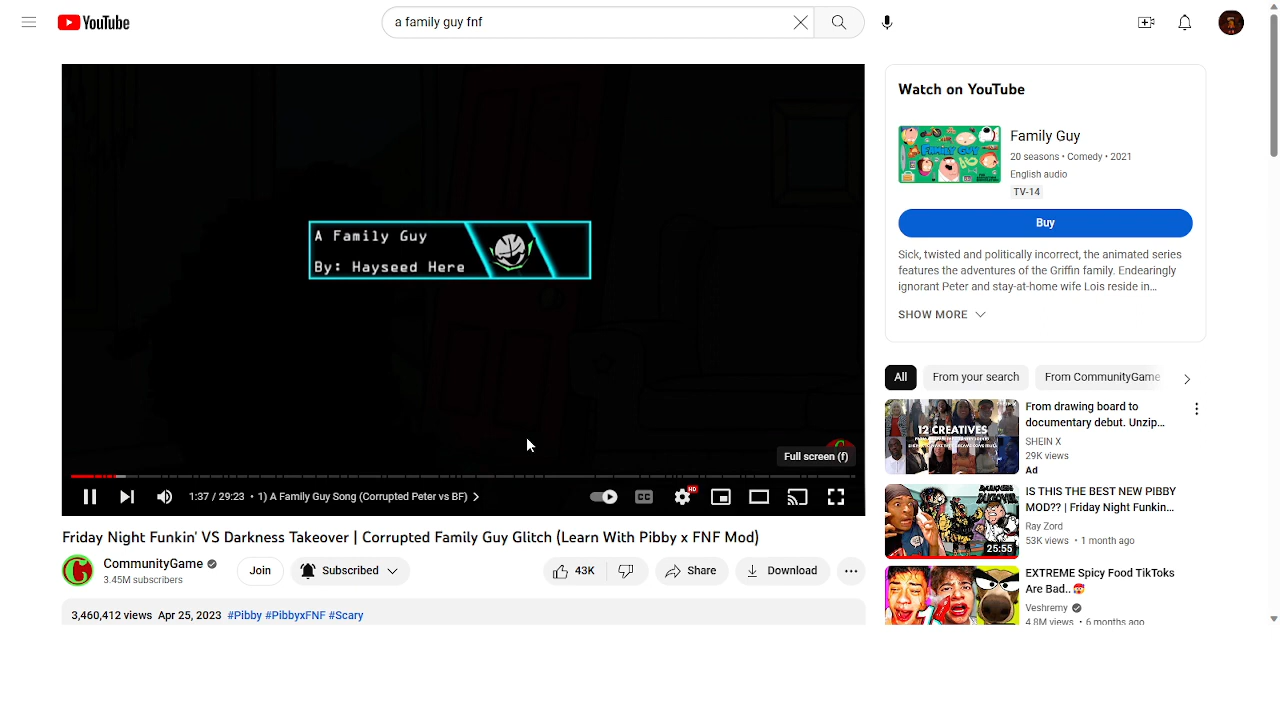 YouTube
a family guy fnf
A Family Guy
By: Hayseed Here
Full screen (f)
1:37 / 29:23 • 1) A Family Guy Song (Corrupted Peter vs BF)
CC
HD
Friday Night Funkin' VS Darkness Takeover | Corrupted Family Guy Glitch (Learn With Pibby x FNF Mod)
CommunityGame
3.45M subscribers
Join
Subscribed
43K
Share
Download
3,460,412 views Apr 25, 2023 #Pibby #PibbyxFNF #Scary
Watch on YouTube
FAMILY GUY
Family Guy
20 seasons • Comedy • 2021
English audio
TV-14
Buy
Sick, twisted and politically incorrect, the animated series
features the adventures of the Griffin family. Endearingly
ignorant Peter and stay-at-home wife Lois reside in...
SHOW MORE
All
From your search
From CommunityGame
12 CREATIVES
From drawing board to
documentary debut. Unzip...
SHEIN X
29K views
Ad
25:55
IS THIS THE BEST NEW PIBBY
MOD?? | Friday Night Funkin...
Ray Zord
53K views • 1 month ago
EXTREME Spicy Food TikToks
Are Bad..
Veshremy
4.8M views • 6 months ago